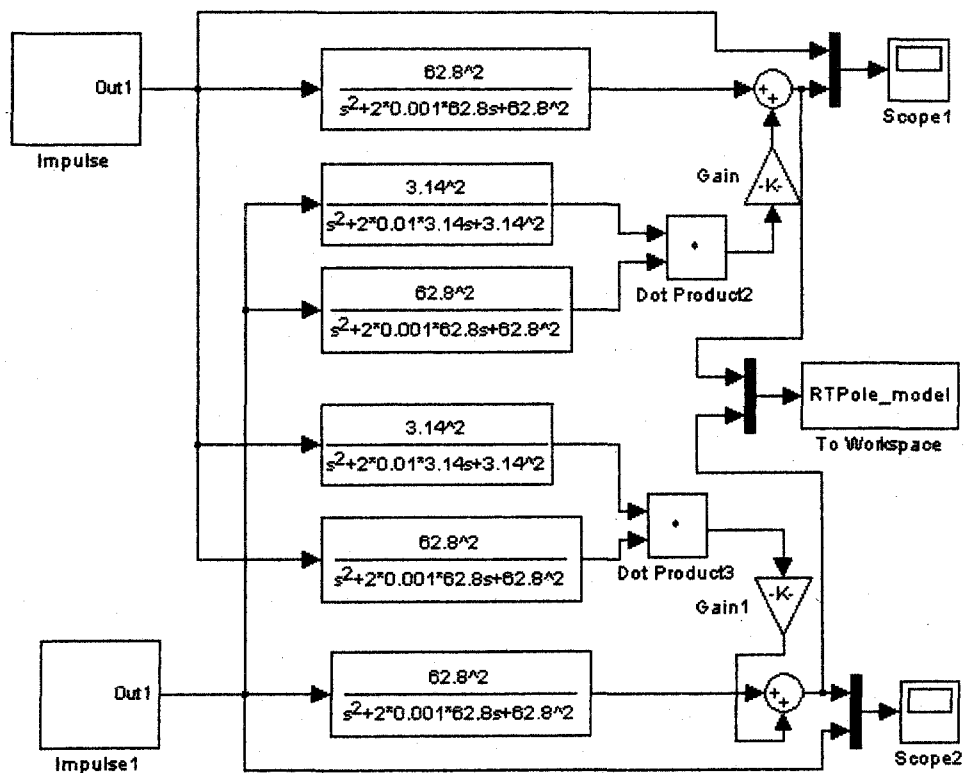 Out1
Impulse
62.8^2
s²+2*0.001*62.8s+62.8^2
Scope1
3.14^2
s²+2*0.01*3.14s+3.14^2
Gain
-K-
Dot Product2
62.8^2
s²+2*0.001*62.8s+62.8^2
RTPole_model
To Workspace
3.14^2
s²+2*0.01*3.14s+3.14^2
62.8^2
s²+2*0.001*62.8s+62.8^2
Dot Product3
-K-
Gain1
Out1
Impulse1
62.8^2
s²+2*0.001*62.8s+62.8^2
Scope2